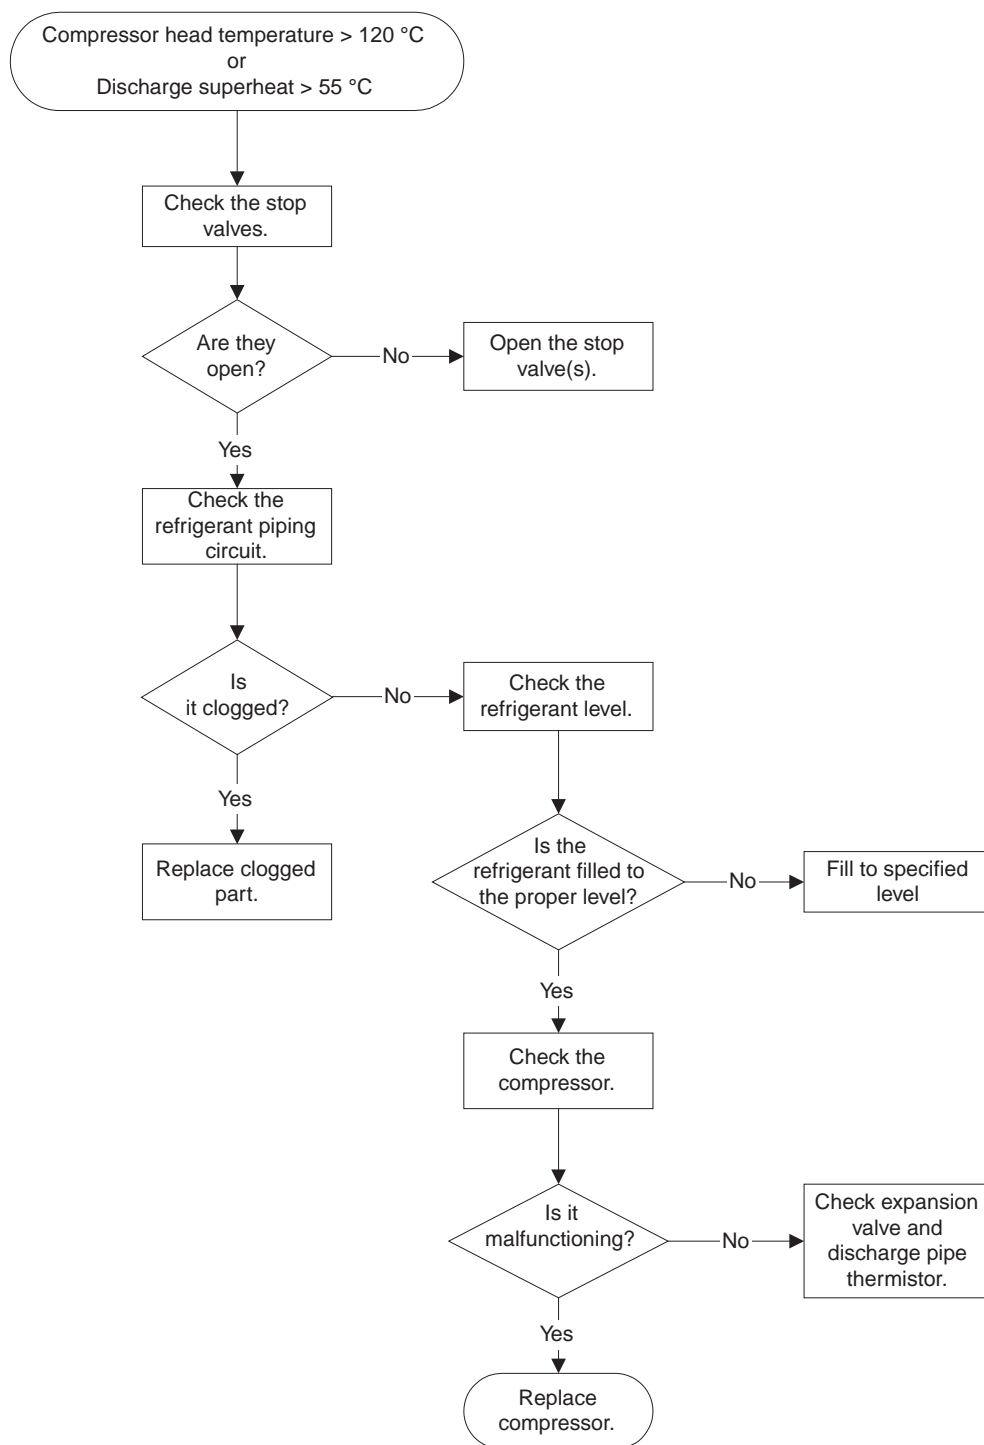 Compressor head temperature > 120 °C
or
Discharge superheat > 55 °C
Check the stop
valves.
Are they
open?
No
Open the stop
valve(s).
Yes
Check the
refrigerant piping
circuit.
Is
it clogged?
No
Check the
refrigerant level.
Yes
Replace clogged
part.
Is the
refrigerant filled to
the proper level?
No
Fill to specified
level
Yes
Check the
compressor.
Is it
malfunctioning?
No
Check expansion
valve and
discharge pipe
thermistor.
Yes
Replace
compressor.